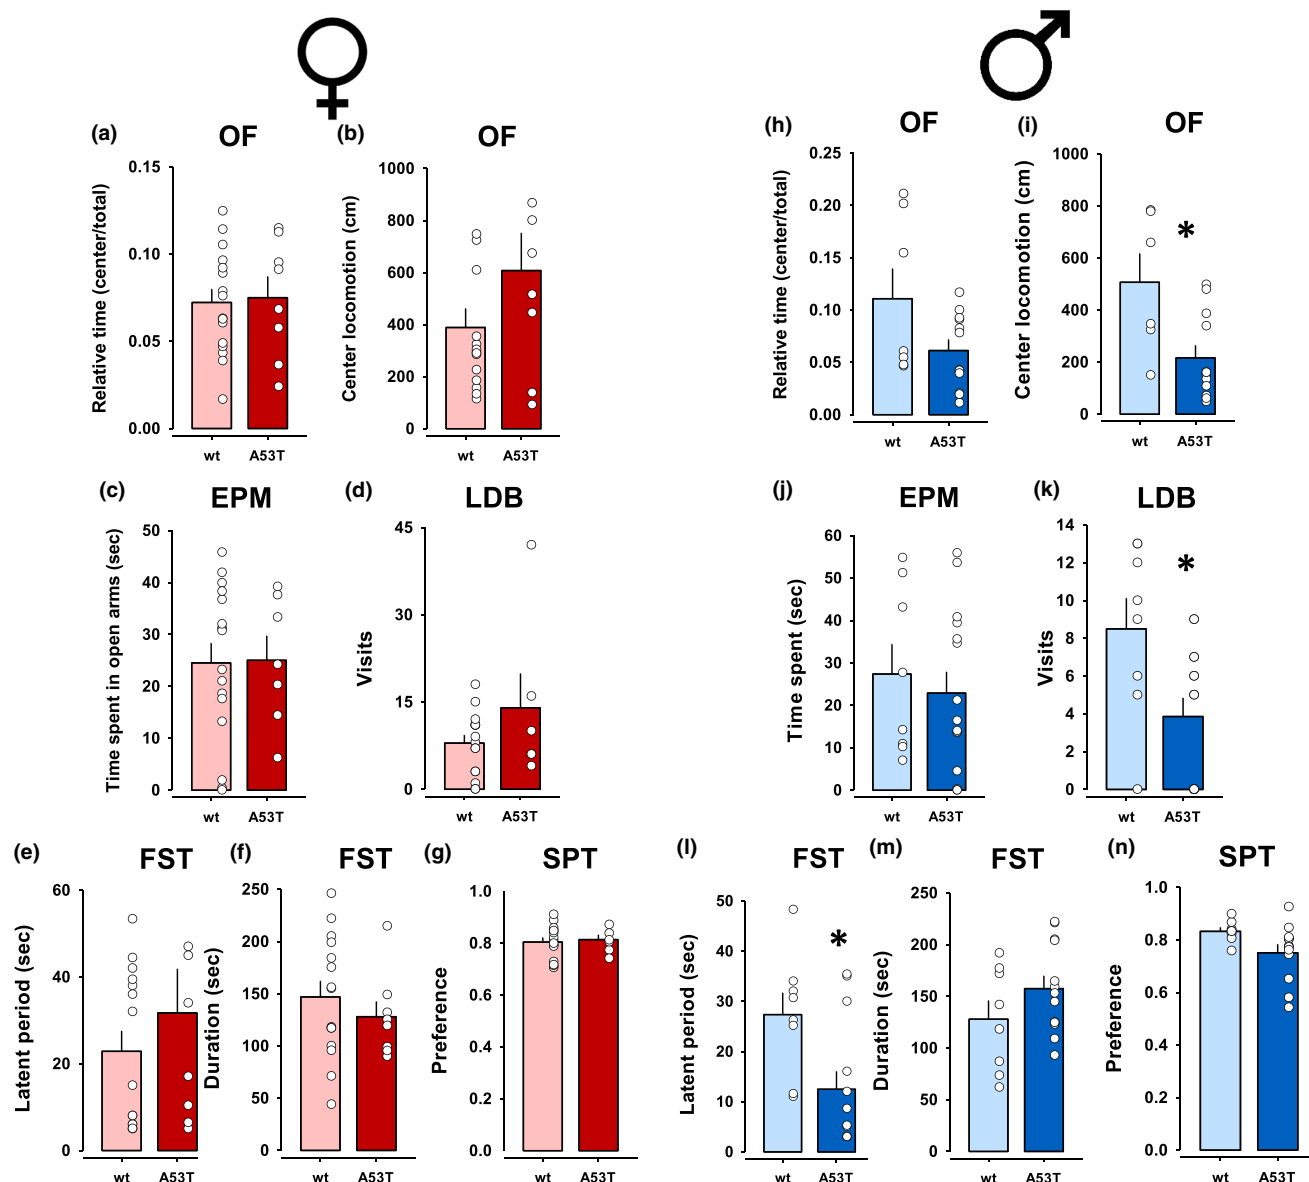 (a) OF
0.15
0.10
0.05
0.00
Relative time (center/total)
wt A53T
(b) OF
1000
800
600
400
200
0
Center locomotion (cm)
wt A53T
(h) OF
0.25
0.20
0.15
0.10
0.05
0.00
Relative time (center/total)
wt A53T
(i) OF
1000
800
600
400
200
0
Center locomotion (cm)
*
wt A53T
(c) EPM
50
40
30
20
10
0
Time spent in open arms (sec)
wt A53T
(d) LDB
45
30
15
0
Visits
wt A53T
(j) EPM
60
50
40
30
20
10
0
Time spent (sec)
wt A53T
(k) LDB
14
12
10
8
6
4
2
0
Visits
*
wt A53T
(e) FST
60
40
20
0
Latent period (sec)
wt A53T
(f) FST
250
200
150
100
50
0
Duration (sec)
wt A53T
(g) SPT
1.0
0.8
0.6
0.4
0.2
0.0
Preference
wt A53T
(l) FST
50
40
30
20
10
0
Latent period (sec)
*
wt A53T
(m) FST
250
200
150
100
50
0
Duration (sec)
wt A53T
(n) SPT
1.0
0.8
0.6
0.4
0.2
0.0
Preference
wt A53T